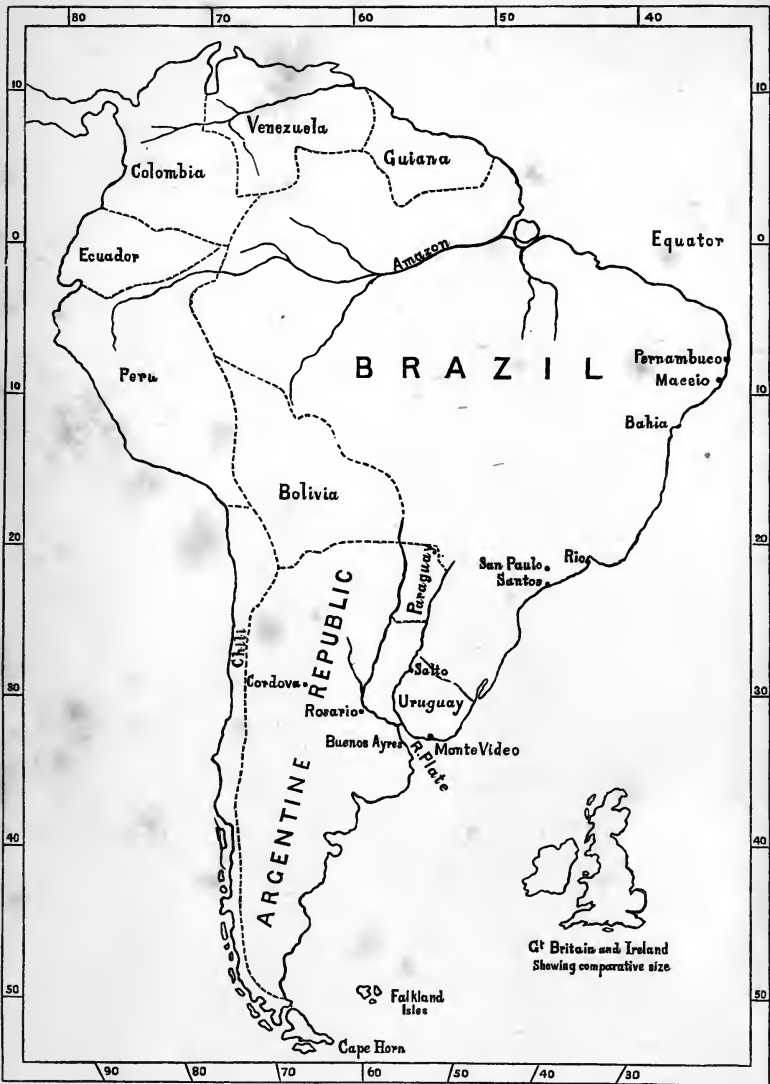 80 70 60 50 40
10 10
Venezuela
Guiana
Colombia
0 Equator 0
Amazon
Ecuador
BRAZIL
Peru
Pernambuco
Maceio
10 10
Bahia
Bolivia
20 20
San Paulo
Rio
Santos
Paraguay
Chili
ARGENTINE REPUBLIC
Salto
Cordova
30 Uruguay 30
Rosario
Buenos Ayres
Monte Video
R. Plate
40 40
Gt Britain and Ireland
Showing comparative size
50 50
Falkland
Isles
Cape Horn
90 80 70 60 50 40 30